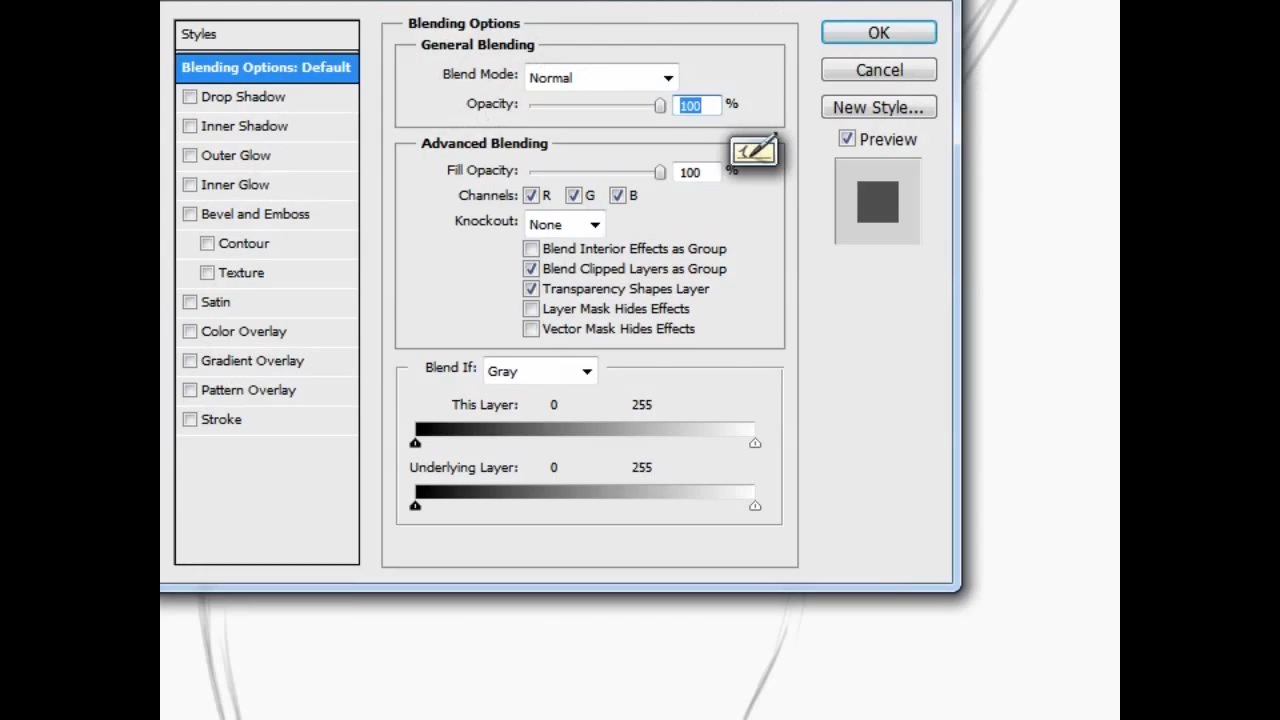 Styles
Blending Options: Default
Drop Shadow
Inner Shadow
Outer Glow
Inner Glow
Bevel and Emboss
Contour
Texture
Satin
Color Overlay
Gradient Overlay
Pattern Overlay
Stroke
Blending Options
General Blending
Blend Mode: Normal
Opacity: 100 %
Advanced Blending
Fill Opacity: 100 %
Channels: R G B
Knockout: None
Blend Interior Effects as Group
Blend Clipped Layers as Group
Transparency Shapes Layer
Layer Mask Hides Effects
Vector Mask Hides Effects
Blend If: Gray
This Layer: 0 255
Underlying Layer: 0 255
OK
Cancel
New Style...
Preview